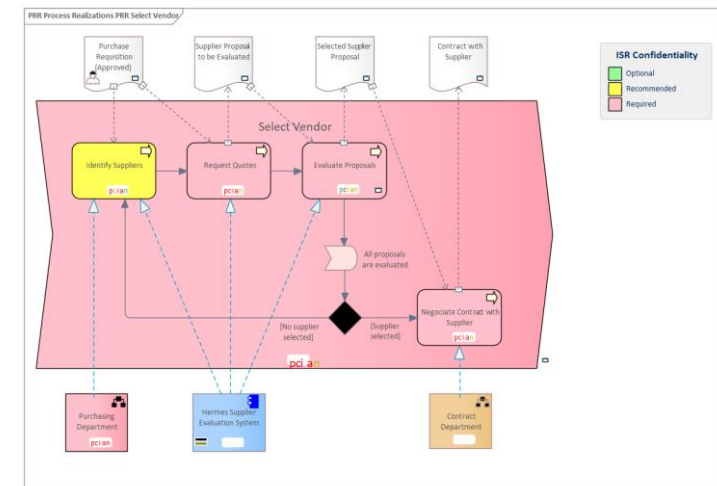 PRR Process Realizations PRR Select Vendor
Purchase
Requisition
(Approved)
Supplier Proposal
to be Evaluated
Selected Supplier
Proposal
Contract with
Supplier
ISR Confidentiality
Optional
Recommended
Required
Select Vendor
Identify Suppliers
pcian
Request Quotes
pcian
Evaluate Proposals
pcian
All proposals
are evaluated
[No supplier
selected]
[Supplier
selected]
Negociate Contract with
Supplier
pcian
pcian
Purchasing
Department
pcian
Hermes Supplier
Evaluation System
Contract
Department